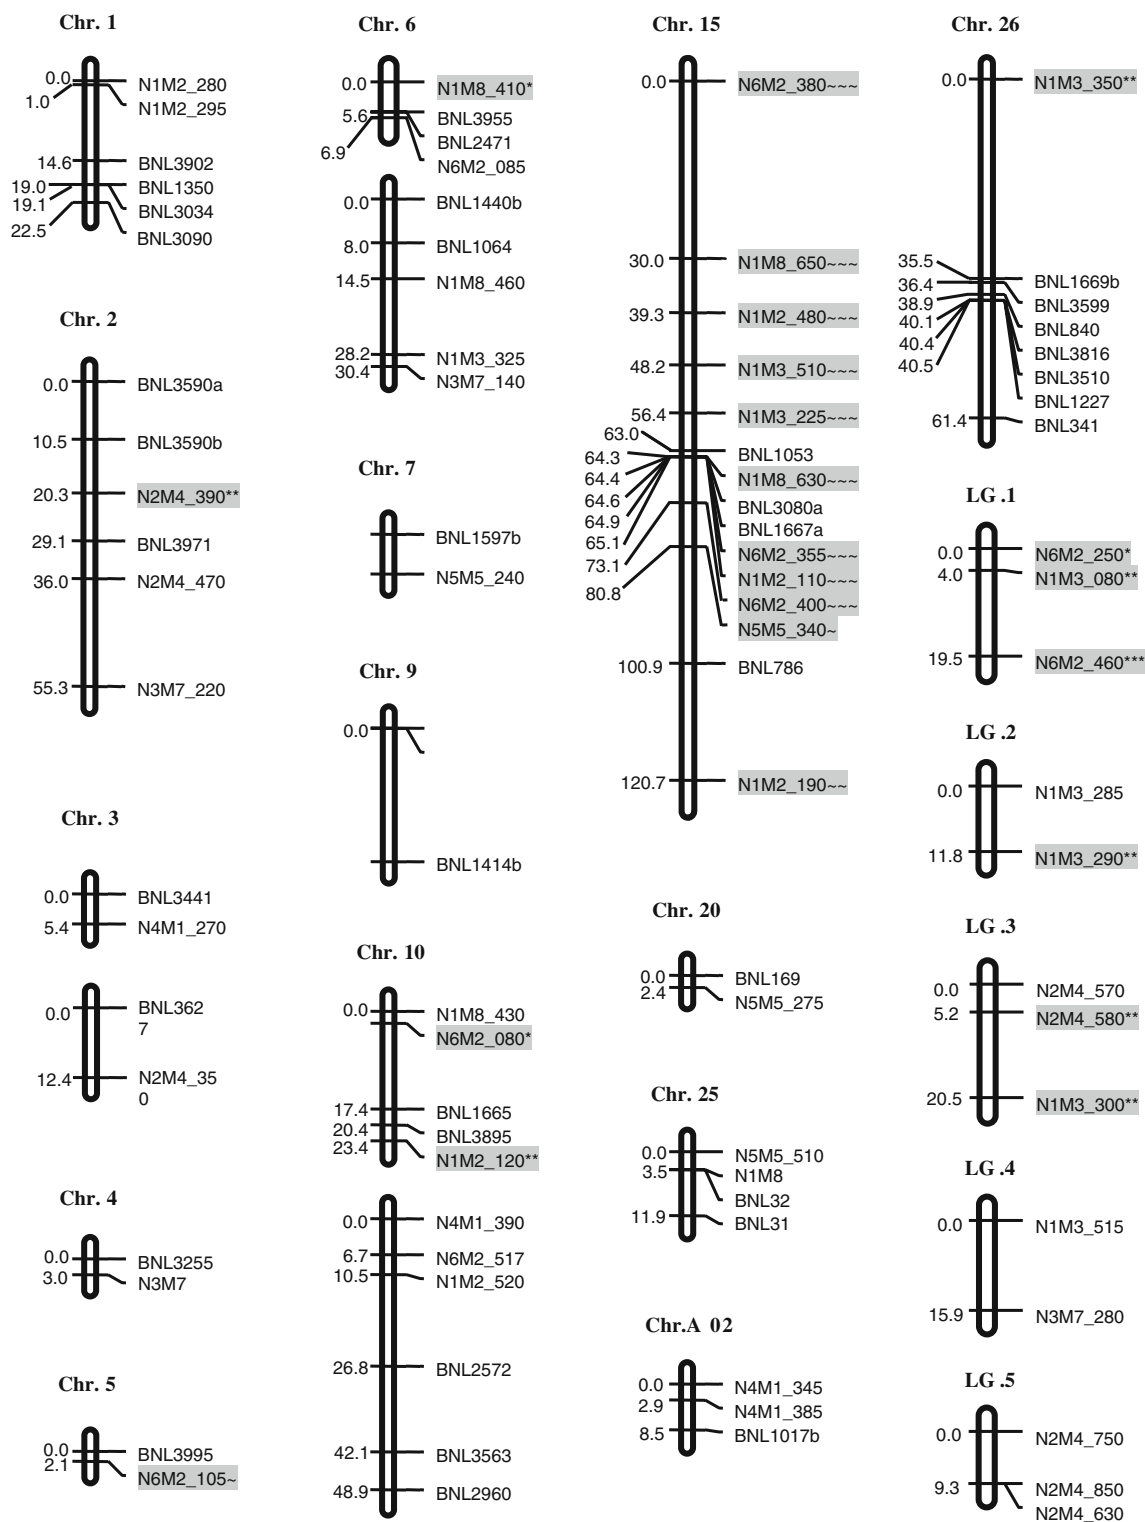 Chr. 1
0.0 N1M2_280
1.0 N1M2_295
14.6 BNL3902
19.0 BNL1350
19.1 BNL3034
22.5 BNL3090
Chr. 2
0.0 BNL3590a
10.5 BNL3590b
20.3 N2M4_390**
29.1 BNL3971
36.0 N2M4_470
55.3 N3M7_220
Chr. 3
0.0 BNL3441
5.4 N4M1_270
0.0 BNL362
7
12.4 N2M4_35
0
Chr. 4
0.0 BNL3255
3.0 N3M7
Chr. 5
0.0 BNL3995
2.1 N6M2_105~
Chr. 6
0.0 N1M8_410*
5.6 BNL3955
BNL2471
6.9 N6M2_085
0.0 BNL1440b
8.0 BNL1064
14.5 N1M8_460
28.2 N1M3_325
30.4 N3M7_140
Chr. 7
BNL1597b
N5M5_240
Chr. 9
0.0
BNL1414b
Chr. 10
0.0 N1M8_430
N6M2_080*
17.4 BNL1665
20.4 BNL3895
23.4 N1M2_120**
0.0 N4M1_390
6.7 N6M2_517
10.5 N1M2_520
26.8 BNL2572
42.1 BNL3563
48.9 BNL2960
Chr. 15
0.0 N6M2_380~~~
30.0 N1M8_650~~~
39.3 N1M2_480~~~
48.2 N1M3_510~~~
56.4 N1M3_225~~~
63.0 BNL1053
64.3 N1M8_630~~~
64.4 BNL3080a
64.6 BNL1667a
64.9 N6M2_355~~~
65.1 N1M2_110~~~
73.1 N6M2_400~~~
80.8 N5M5_340~
100.9 BNL786
120.7 N1M2_190~~
Chr. 20
0.0 BNL169
2.4 N5M5_275
Chr. 25
0.0 N5M5_510
3.5 N1M8
BNL32
11.9 BNL31
Chr.A 02
0.0 N4M1_345
2.9 N4M1_385
8.5 BNL1017b
Chr. 26
0.0 N1M3_350**
35.5 BNL1669b
36.4 BNL3599
38.9 BNL840
40.1 BNL3816
40.4 BNL3510
40.5 BNL1227
61.4 BNL341
LG .1
0.0 N6M2_250*
4.0 N1M3_080**
19.5 N6M2_460***
LG .2
0.0 N1M3_285
11.8 N1M3_290**
LG .3
0.0 N2M4_570
5.2 N2M4_580**
20.5 N1M3_300**
LG .4
0.0 N1M3_515
15.9 N3M7_280
LG .5
0.0 N2M4_750
9.3 N2M4_850
N2M4_630